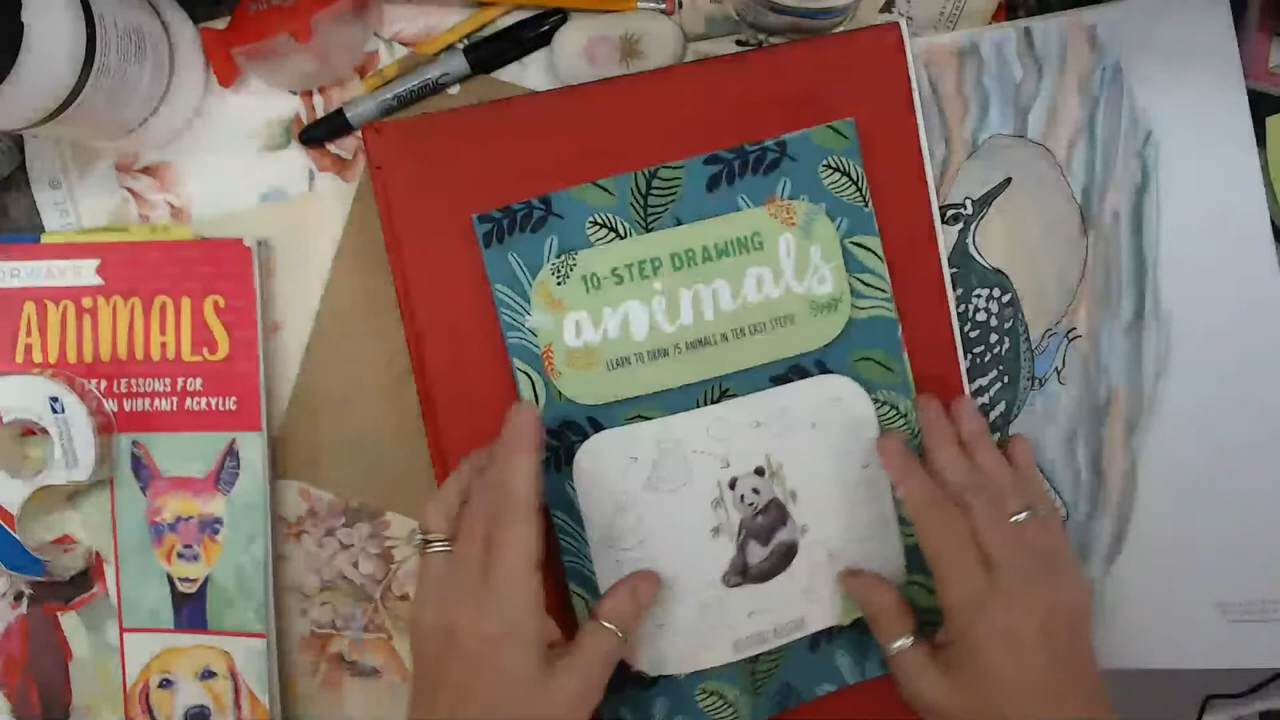 10-STEP DRAWING
animals
LEARN TO DRAW 75 ANIMALS IN TEN EASY STEPS!
ANiMALS
TEP LESSONS FOR
N VIBRANT ACRYLIC
Sharpie